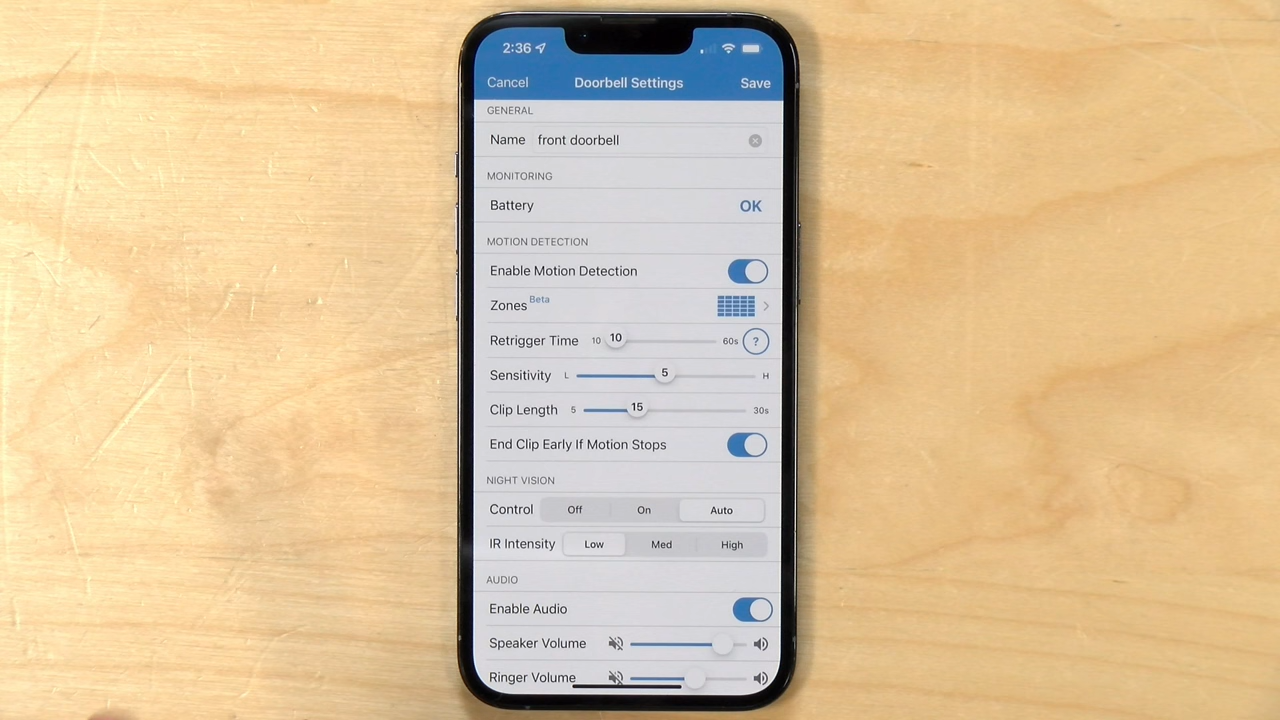 2:36
Cancel Doorbell Settings Save
GENERAL
Name front doorbell
MONITORING
Battery OK
MOTION DETECTION
Enable Motion Detection
Zones Beta
Retrigger Time 10 10 60s ?
Sensitivity L 5 H
Clip Length 5 15 30s
End Clip Early If Motion Stops
NIGHT VISION
Control Off On Auto
IR Intensity Low Med High
AUDIO
Enable Audio
Speaker Volume
Ringer Volume